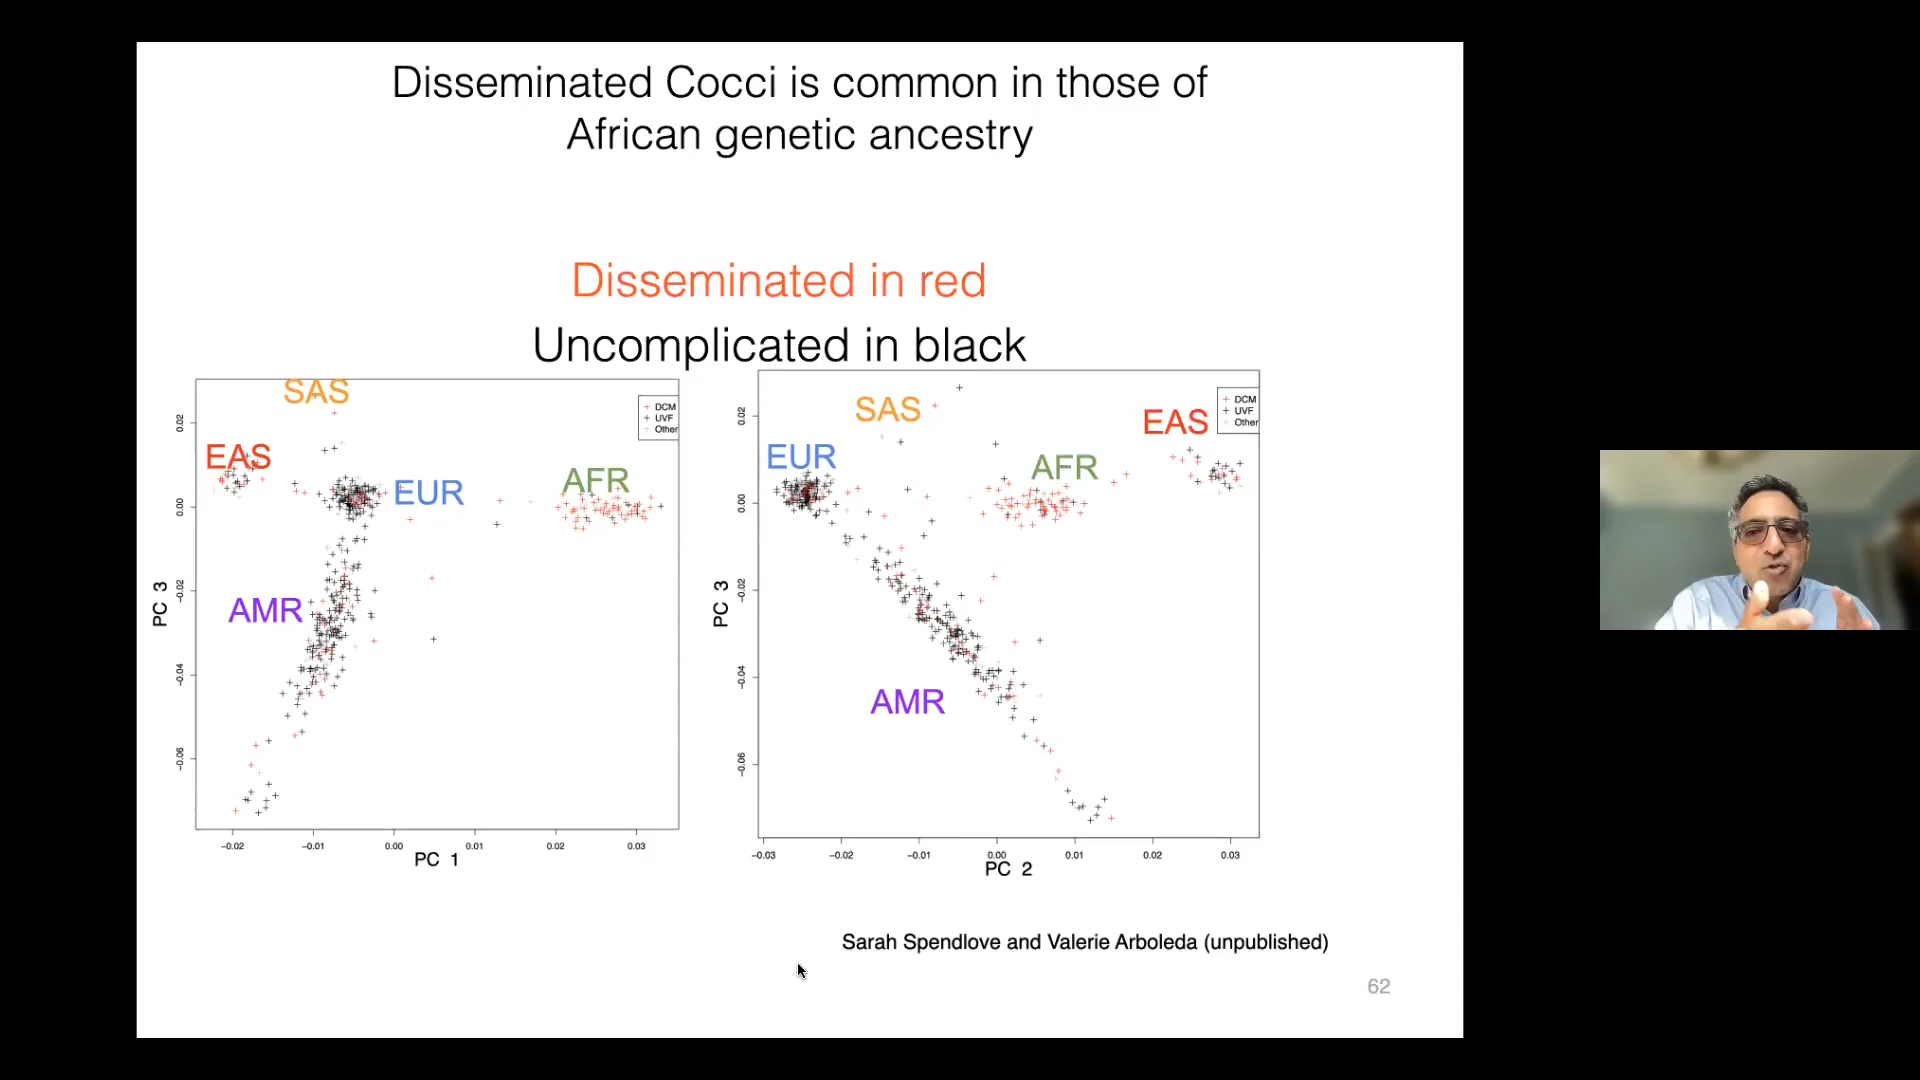 Disseminated Cocci is common in those of
African genetic ancestry
Disseminated in red
Uncomplicated in black
SAS
EAS
EUR
AFR
AMR
DCM
UVF
Other
0.02
0.00
−0.02
−0.04
−0.06
PC 3
−0.02
−0.01
0.00
0.01
0.02
0.03
PC 1
SAS
EUR
AFR
EAS
AMR
DCM
UVF
Other
0.02
0.00
−0.02
−0.04
−0.06
PC 3
−0.03
−0.02
−0.01
0.00
0.01
0.02
0.03
PC 2
Sarah Spendlove and Valerie Arboleda (unpublished)
62